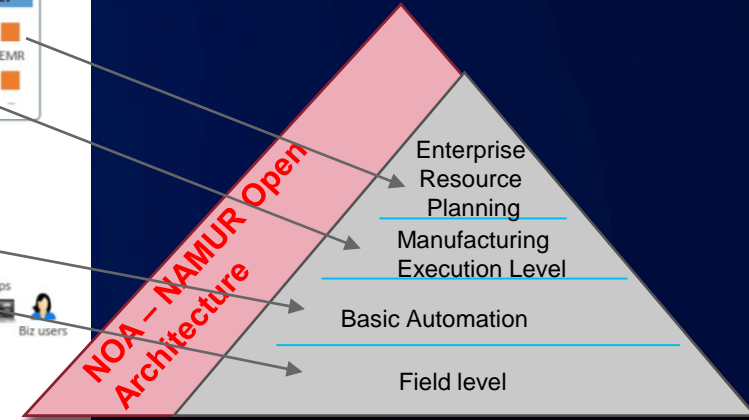 EMR
...
Enterprise
Resource
Planning
Manufacturing
Execution Level
Basic Automation
Field level
NOA – NAMUR Open
Architecture
Biz users